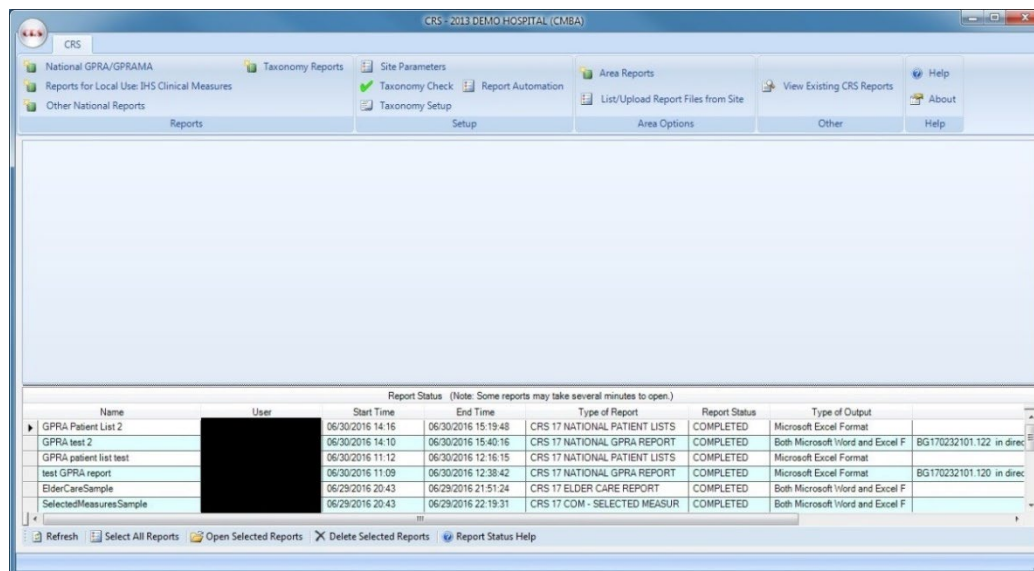 CRS - 2013 DEMO HOSPITAL (CMBA)
CRS
CRS
National GPRA/GPRAMA
Taxonomy Reports
Reports for Local Use: IHS Clinical Measures
Other National Reports
Reports
Site Parameters
Taxonomy Check
Report Automation
Taxonomy Setup
Setup
Area Reports
List/Upload Report Files from Site
Area Options
View Existing CRS Reports
Other
Help
About
Help
Report Status (Note: Some reports may take several minutes to open.)
Name User Start Time End Time Type of Report Report Status Type of Output
GPRA Patient List 2 06/30/2016 14:16 06/30/2016 15:19:48 CRS 17 NATIONAL PATIENT LISTS COMPLETED Microsoft Excel Format
GPRA test 2 06/30/2016 14:10 06/30/2016 15:40:16 CRS 17 NATIONAL GPRA REPORT COMPLETED Both Microsoft Word and Excel F BG170232101.122 in direc
GPRA patient list test 06/30/2016 11:12 06/30/2016 12:16:15 CRS 17 NATIONAL PATIENT LISTS COMPLETED Microsoft Excel Format
test GPRA report 06/30/2016 11:09 06/30/2016 12:38:42 CRS 17 NATIONAL GPRA REPORT COMPLETED Microsoft Excel Format BG170232101.120 in direc
ElderCareSample 06/29/2016 20:43 06/29/2016 21:51:24 CRS 17 ELDER CARE REPORT COMPLETED Both Microsoft Word and Excel F
SelectedMeasuresSample 06/29/2016 20:43 06/29/2016 22:19:31 CRS 17 COM - SELECTED MEASUR COMPLETED Both Microsoft Word and Excel F
Refresh Select All Reports Open Selected Reports Delete Selected Reports Report Status Help